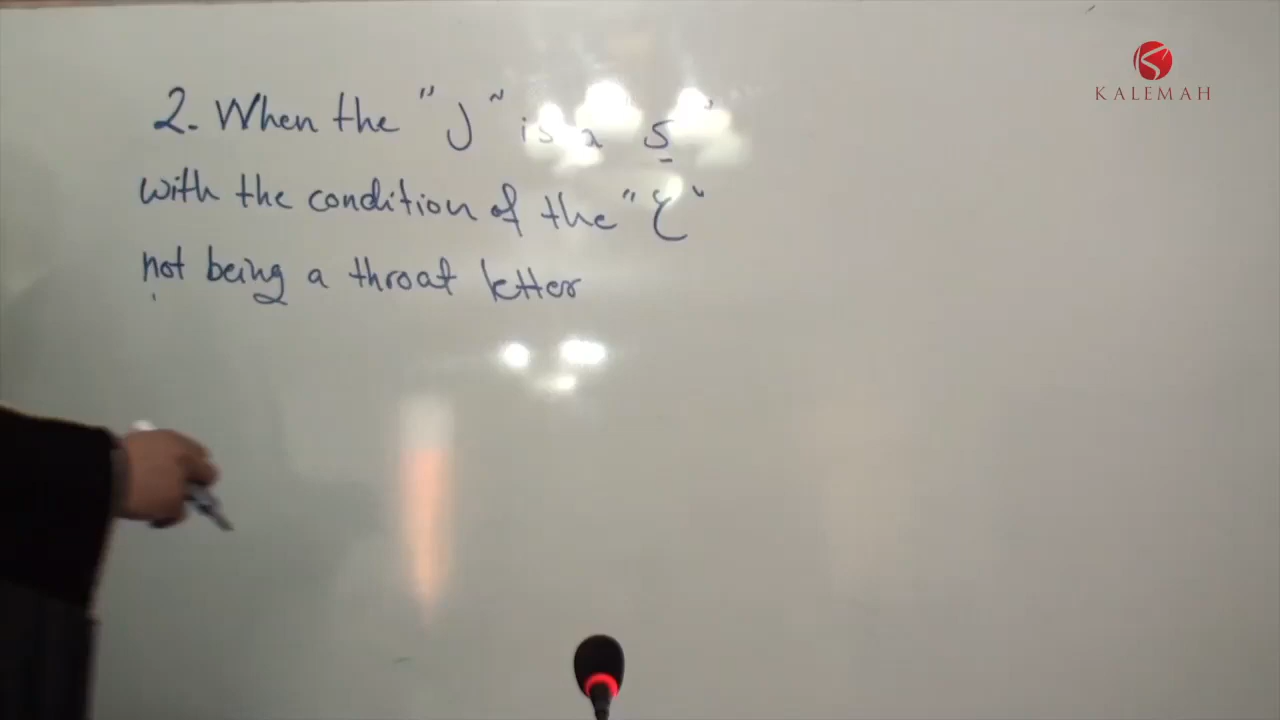 2. When the "ل" is a "ي"
with the condition of the "ع"
not being a throat letter
KALEMAH